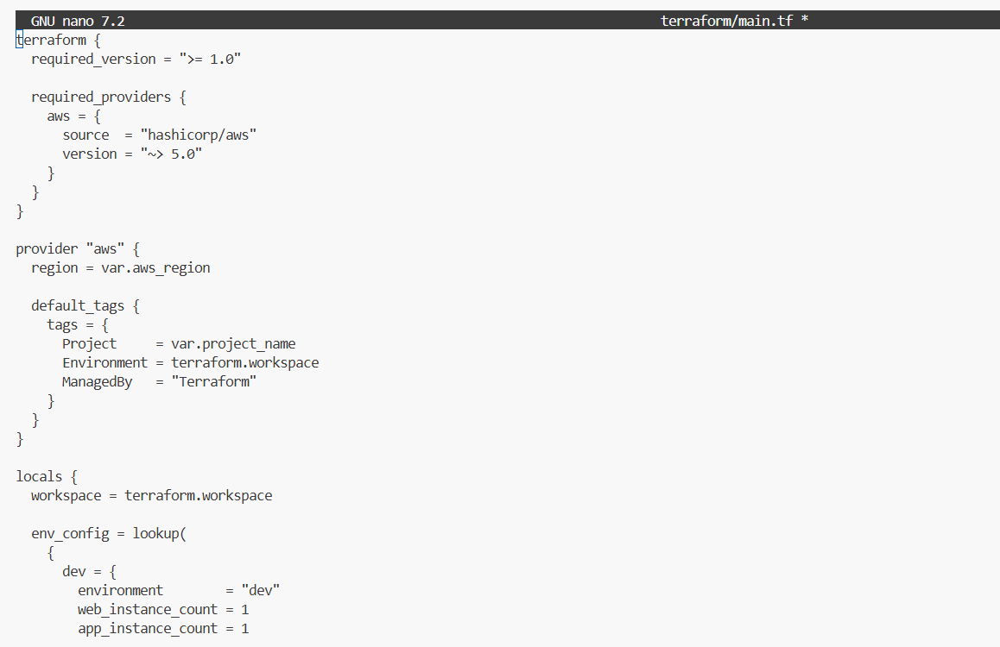 GNU nano 7.2 terraform/main.tf *
terraform {
  required_version = ">= 1.0"

  required_providers {
    aws = {
      source  = "hashicorp/aws"
      version = "~> 5.0"
    }
  }
}

provider "aws" {
  region = var.aws_region

  default_tags {
    tags = {
      Project     = var.project_name
      Environment = terraform.workspace
      ManagedBy   = "Terraform"
    }
  }
}

locals {
  workspace = terraform.workspace

  env_config = lookup(
    {
      dev = {
        environment        = "dev"
        web_instance_count = 1
        app_instance_count = 1